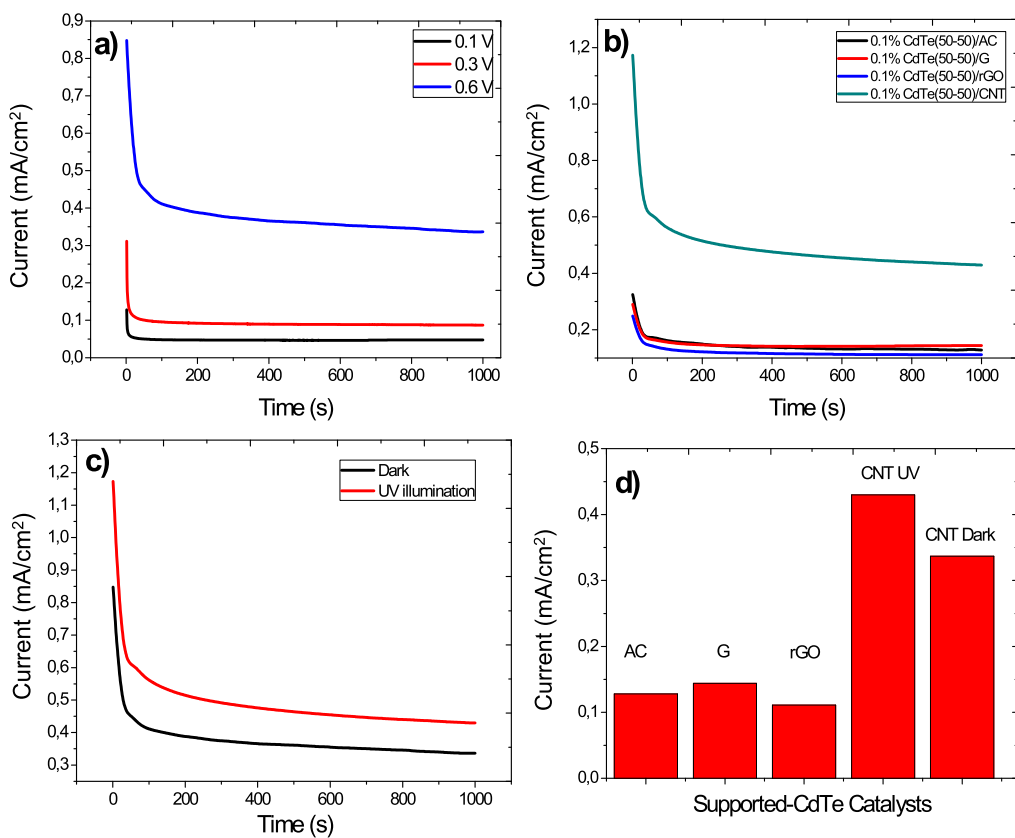 a)
0.1 V
0.3 V
0.6 V
0,9
0,8
0,7
0,6
0,5
0,4
0,3
0,2
0,1
0,0
Current (mA/cm²)
0 200 400 600 800 1000
Time (s)
b)
0.1% CdTe(50-50)/AC
0.1% CdTe(50-50)/G
0.1% CdTe(50-50)/rGO
0.1% CdTe(50-50)/CNT
1,2
1,0
0,8
0,6
0,4
0,2
Current (mA/cm²)
0 200 400 600 800 1000
Time (s)
c)
Dark
UV illumination
1,3
1,2
1,1
1,0
0,9
0,8
0,7
0,6
0,5
0,4
0,3
Current (mA/cm²)
0 200 400 600 800 1000
Time (s)
d)
CNT UV
CNT Dark
AC
G
rGO
0,5
0,4
0,3
0,2
0,1
0,0
Current (mA/cm²)
Supported-CdTe Catalysts